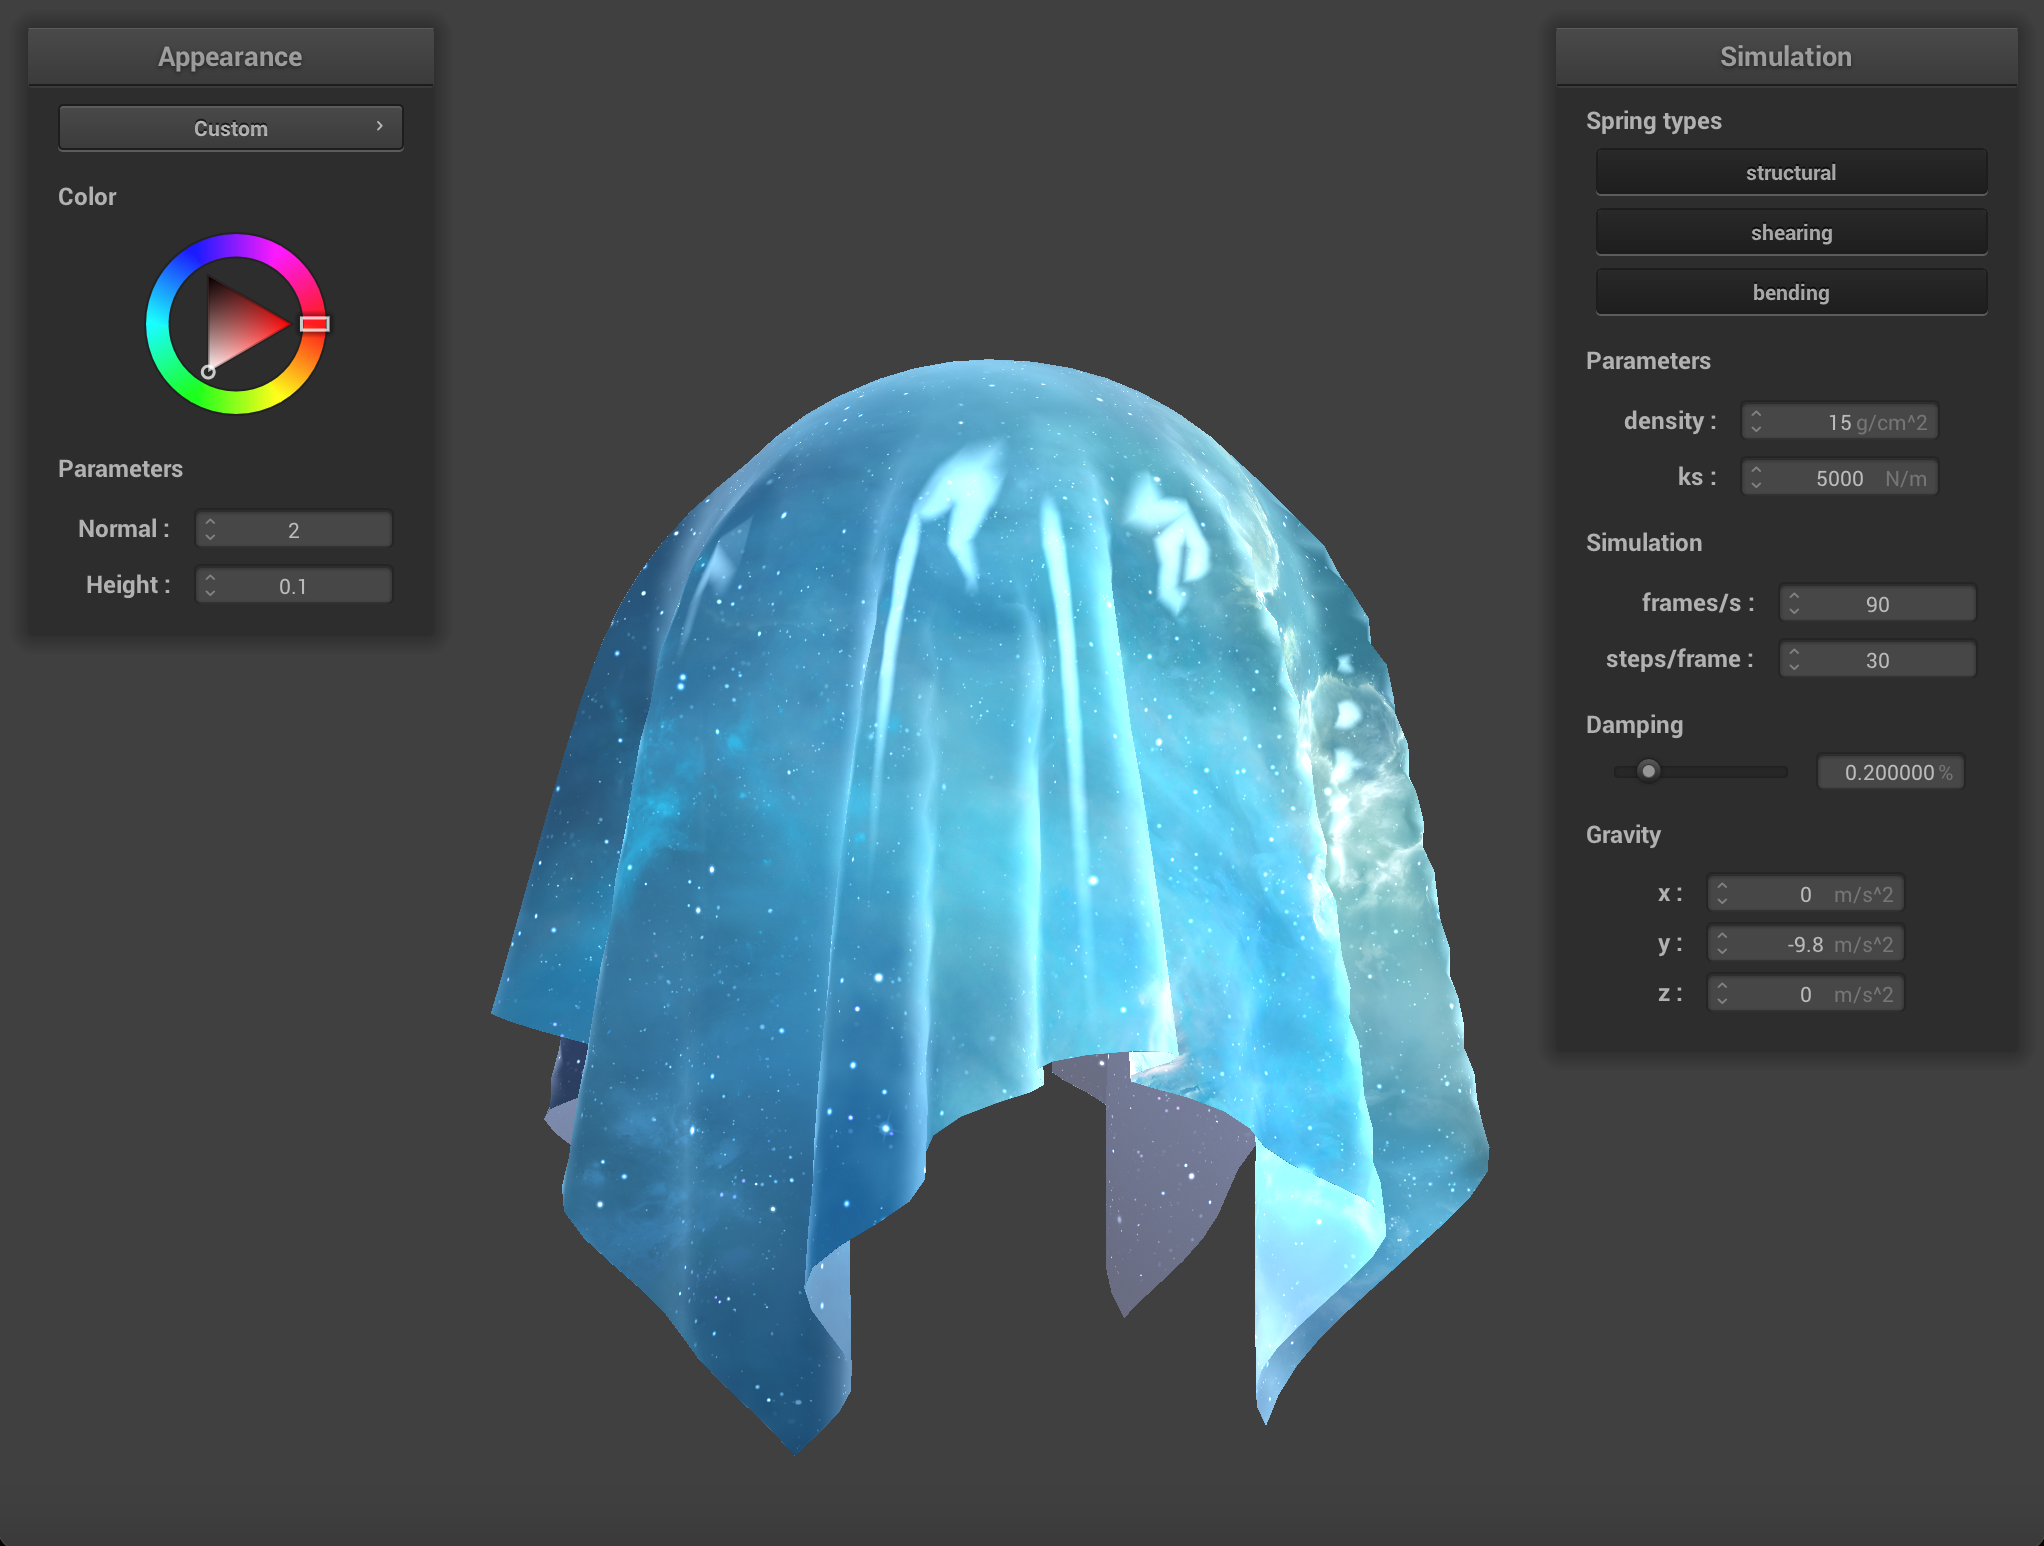 Appearance
Custom
Color
Parameters
Normal : 2
Height : 0.1
Simulation
Spring types
structural
shearing
bending
Parameters
density : 15 g/cm^2
ks : 5000 N/m
Simulation
frames/s : 90
steps/frame : 30
Damping
0.200000 %
Gravity
x : 0 m/s^2
y : -9.8 m/s^2
z : 0 m/s^2